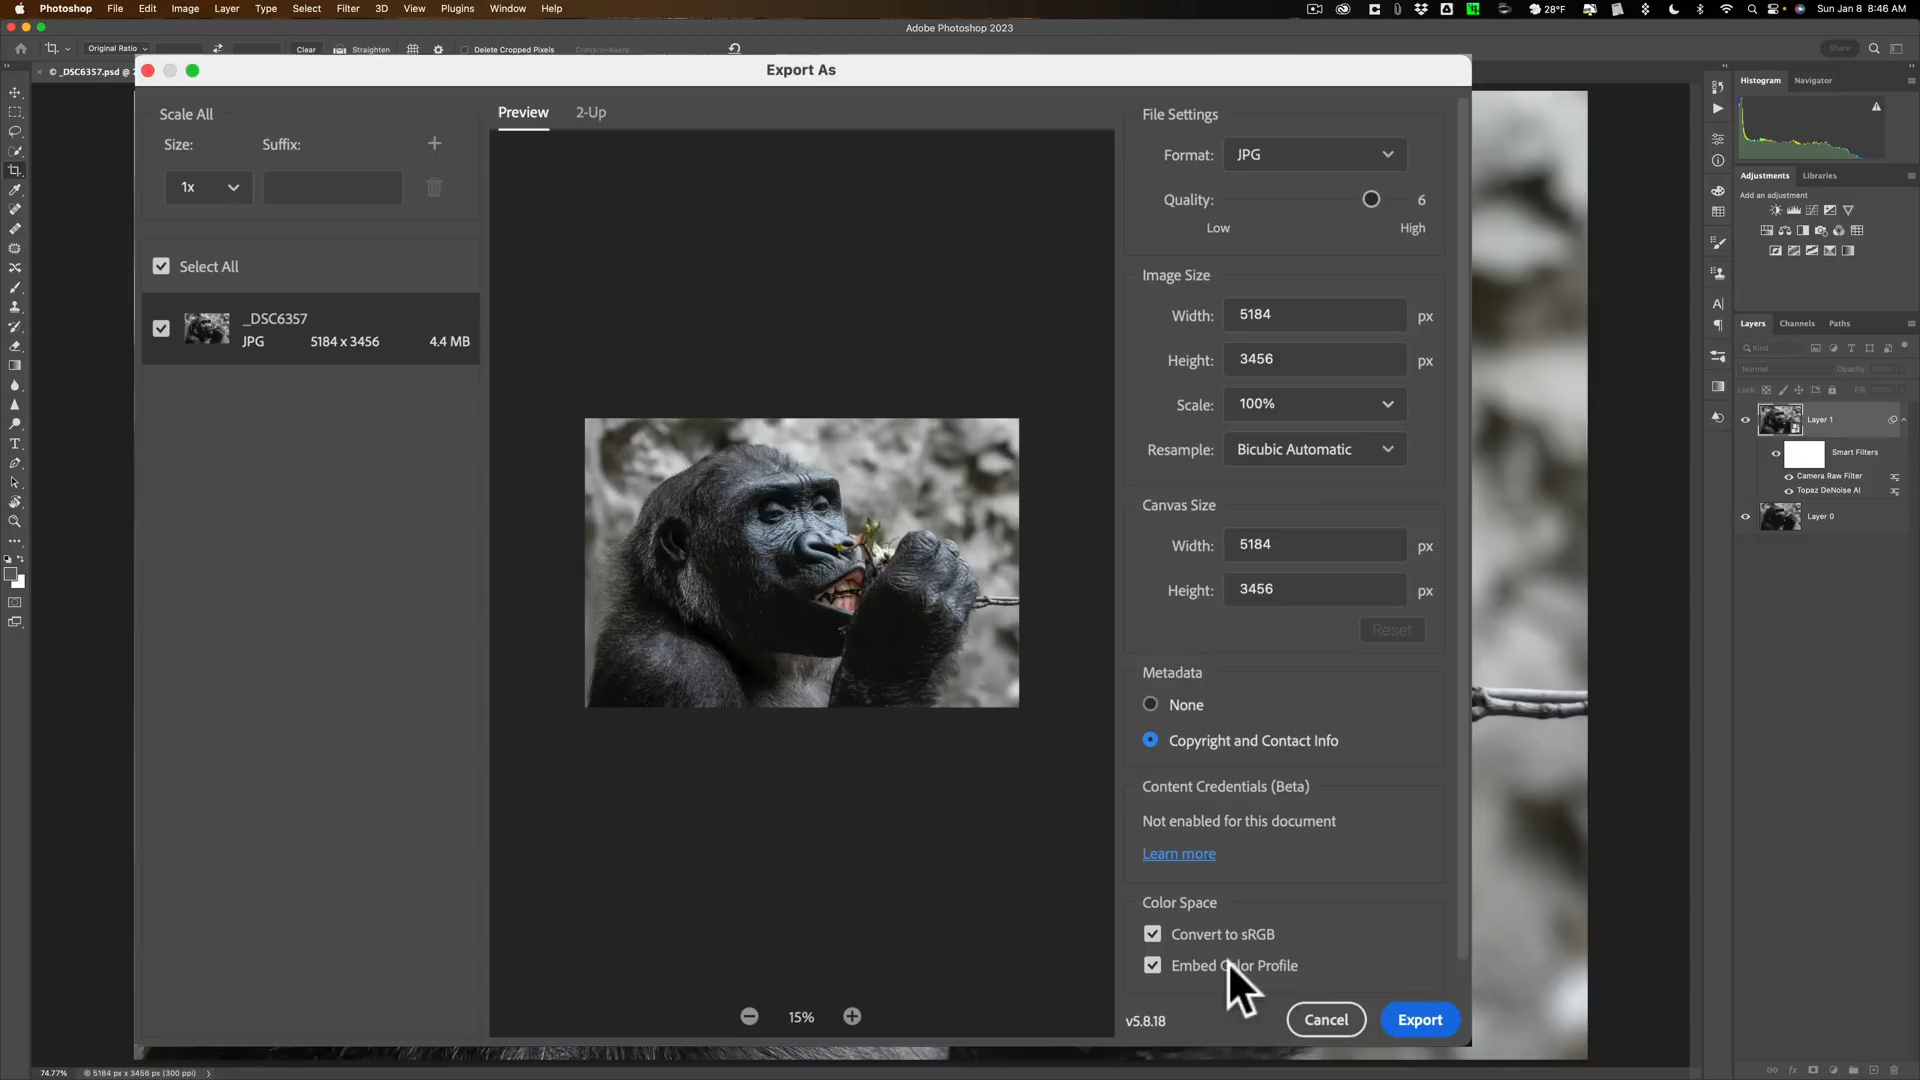 Photoshop File Edit Image Layer Type Select Filter 3D View Plugins Window Help 28°F Sun Jan 8 8:46 AM
Adobe Photoshop 2023
Original Ratio Clear Straighten Delete Cropped Pixels Content-Aware Share
© _DSC6357.psd @
Export As
Histogram Navigator
Scale All
Size: Suffix:
1x
Select All
_DSC6357
JPG 5184 x 3456 4.4 MB
Preview 2-Up
15%
File Settings
Format: JPG
Quality: 6
Low High
Image Size
Width: 5184 px
Height: 3456 px
Scale: 100%
Resample: Bicubic Automatic
Canvas Size
Width: 5184 px
Height: 3456 px
Reset
Metadata
None
Copyright and Contact Info
Content Credentials (Beta)
Not enabled for this document
Learn more
Color Space
Convert to sRGB
Embed Color Profile
v5.8.18 Cancel Export
Adjustments Libraries
Add an adjustment
Layers Channels Paths
Kind
Normal Opacity: 100%
Lock: Fill: 100%
Layer 1
Smart Filters
Camera Raw Filter
Topaz DeNoise AI
Layer 0
74.77% © 5184 px x 3456 px (300 ppi)